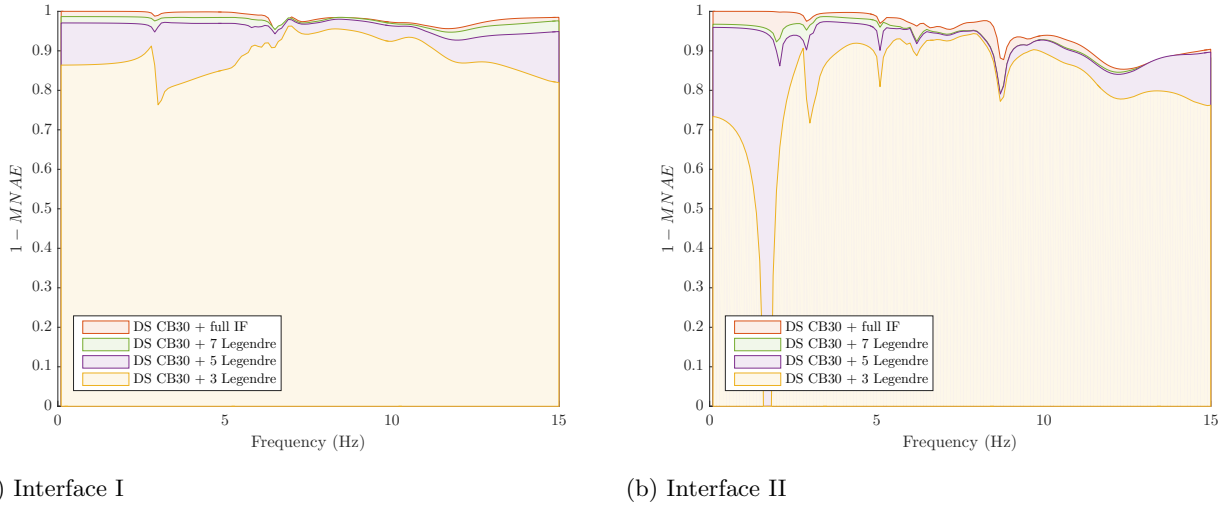 1
0.9
0.8
0.7
0.6
0.5
0.4
0.3
0.2
0.1
0
1 − MNAE
DS CB30 + full IF
DS CB30 + 7 Legendre
DS CB30 + 5 Legendre
DS CB30 + 3 Legendre
0 5 10 15
Frequency (Hz)
) Interface I
1
0.9
0.8
0.7
0.6
0.5
0.4
0.3
0.2
0.1
0
1 − MNAE
DS CB30 + full IF
DS CB30 + 7 Legendre
DS CB30 + 5 Legendre
DS CB30 + 3 Legendre
0 5 10 15
Frequency (Hz)
(b) Interface II